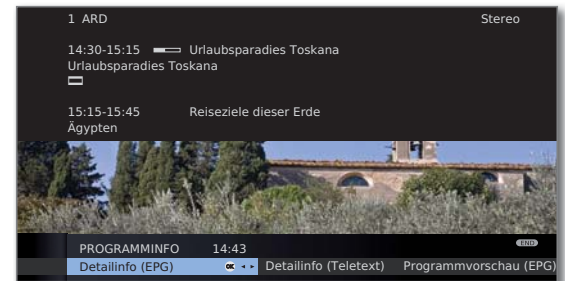 1 ARD Stereo
14:30-15:15 Urlaubsparadies Toskana
Urlaubsparadies Toskana
15:15-15:45 Reiseziele dieser Erde
Ägypten
END
PROGRAMMINFO 14:43
Detailinfo (EPG) OK Detailinfo (Teletext) Programmvorschau (EPG)